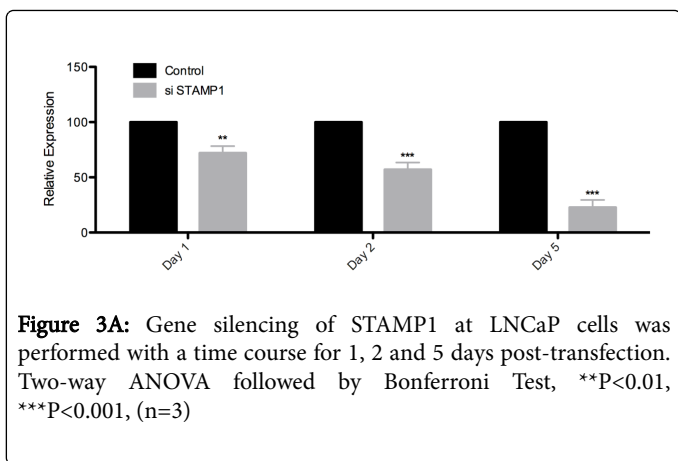 150
Control
si STAMP1
100
**
***
50
***
0
Relative Expression
Day 1
Day 2
Day 5
Figure 3A: Gene silencing of STAMP1 at LNCaP cells was
performed with a time course for 1, 2 and 5 days post-transfection.
Two-way ANOVA followed by Bonferroni Test, **P<0.01,
***P<0.001, (n=3)